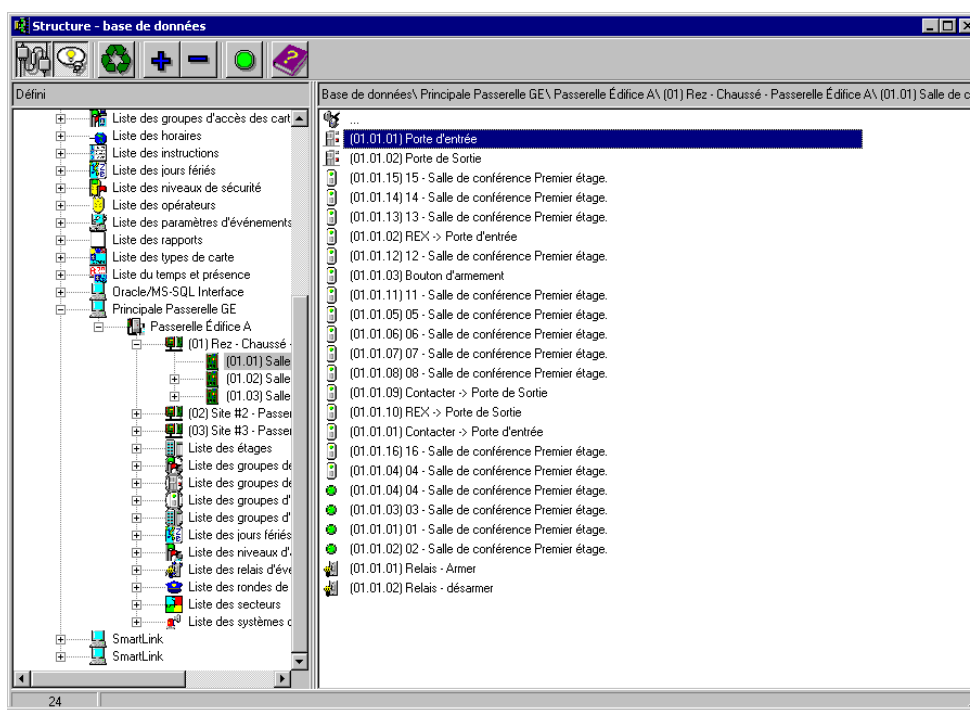 Structure - base de données
Défini
Base de données\ Principale Passerelle GE\ Passerelle Édifice A\ (01) Rez - Chaussé - Passerelle Édifice A\ (01.01) Salle de c
Liste des groupes d'accès des cart
Liste des horaires
Liste des instructions
Liste des jours fériés
Liste des niveaux de sécurité
Liste des opérateurs
Liste des paramètres d'événements
Liste des rapports
Liste des types de carte
Liste du temps et présence
Oracle/MS-SQL Interface
Principale Passerelle GE
Passerelle Édifice A
(01) Rez - Chaussé -
(01.01) Salle
(01.02) Salle
(01.03) Salle
(02) Site #2 - Passer
(03) Site #3 - Passer
Liste des étages
Liste des groupes de
Liste des groupes de
Liste des groupes d'
Liste des groupes d'
Liste des jours fériés
Liste des niveaux d'
Liste des relais d'éve
Liste des rondes de
Liste des secteurs
Liste des systèmes c
SmartLink
SmartLink
...
(01.01.01) Porte d'entrée
(01.01.02) Porte de Sortie
(01.01.15) 15 - Salle de conférence Premier étage.
(01.01.14) 14 - Salle de conférence Premier étage.
(01.01.13) 13 - Salle de conférence Premier étage.
(01.01.02) REX -> Porte d'entrée
(01.01.12) 12 - Salle de conférence Premier étage.
(01.01.03) Bouton d'armement
(01.01.11) 11 - Salle de conférence Premier étage.
(01.01.05) 05 - Salle de conférence Premier étage.
(01.01.06) 06 - Salle de conférence Premier étage.
(01.01.07) 07 - Salle de conférence Premier étage.
(01.01.08) 08 - Salle de conférence Premier étage.
(01.01.09) Contacter -> Porte de Sortie
(01.01.10) REX -> Porte de Sortie
(01.01.01) Contacter -> Porte d'entrée
(01.01.16) 16 - Salle de conférence Premier étage.
(01.01.04) 04 - Salle de conférence Premier étage.
(01.01.04) 04 - Salle de conférence Premier étage.
(01.01.03) 03 - Salle de conférence Premier étage.
(01.01.01) 01 - Salle de conférence Premier étage.
(01.01.02) 02 - Salle de conférence Premier étage.
(01.01.01) Relais - Armer
(01.01.02) Relais - désarmer
24